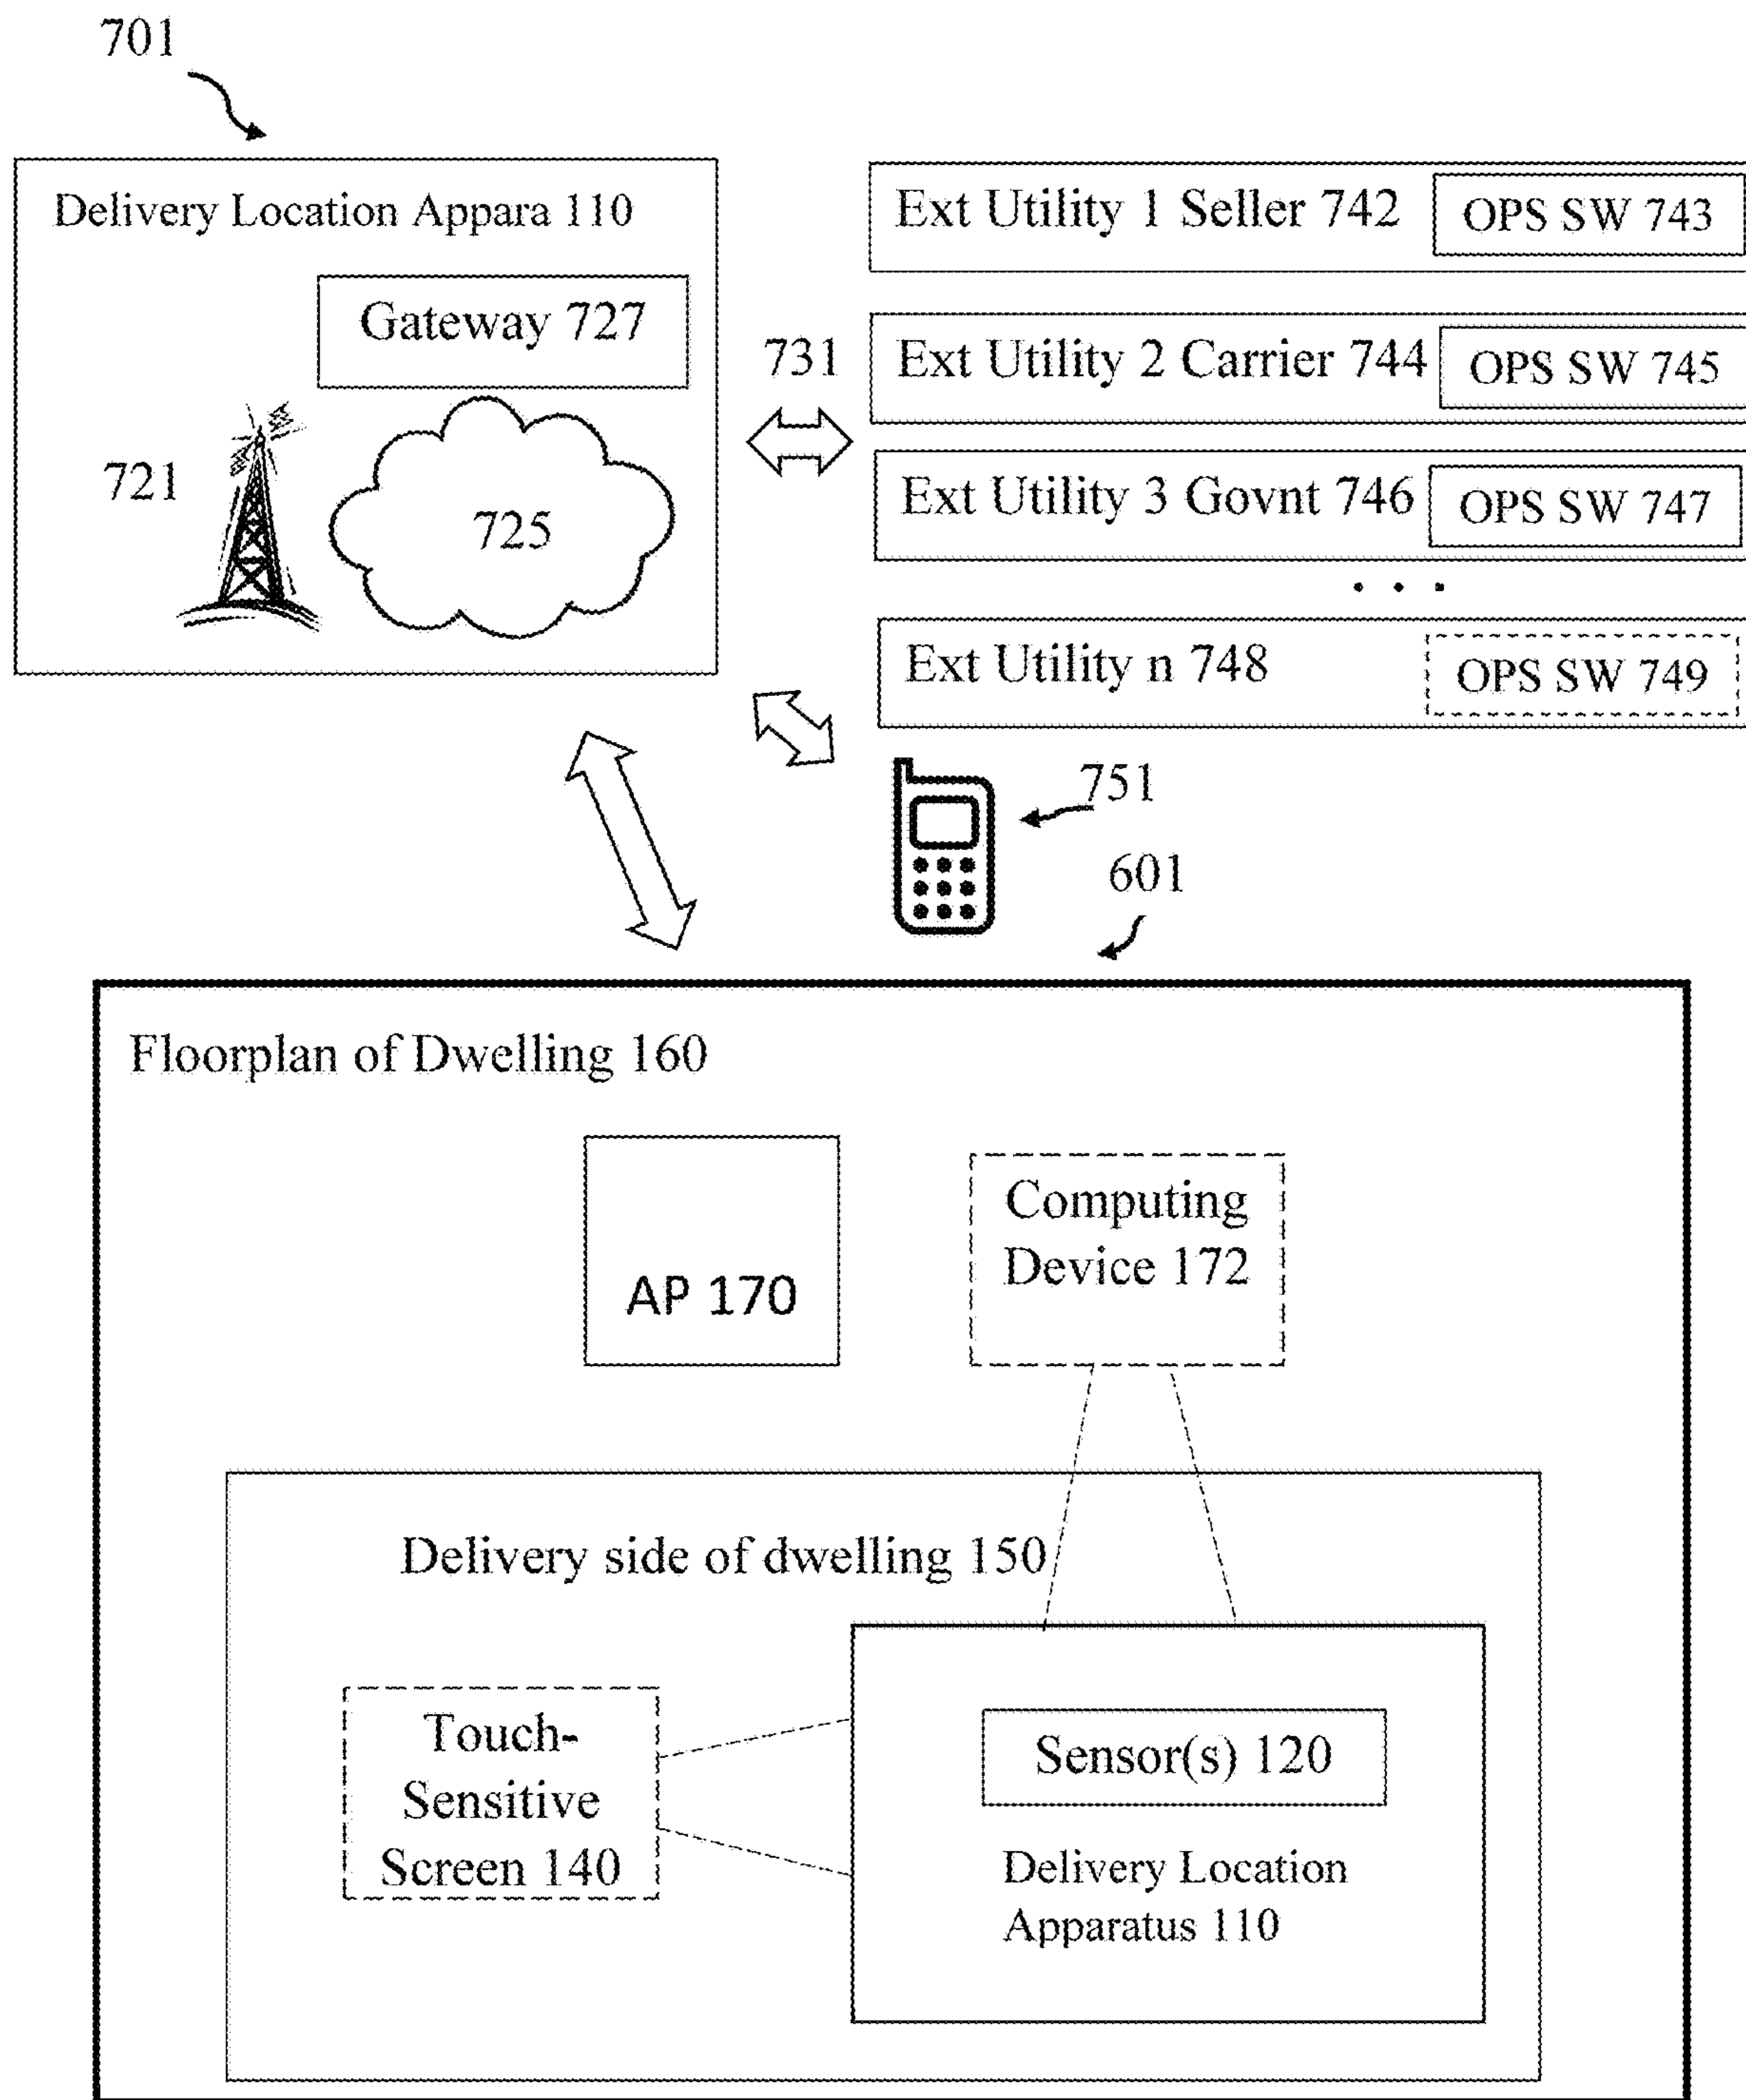 701
Delivery Location Appara 110
Gateway 727
721
725
731
Ext Utility 1 Seller 742
OPS SW 743
Ext Utility 2 Carrier 744
OPS SW 745
Ext Utility 3 Govnt 746
OPS SW 747
. . .
Ext Utility n 748
OPS SW 749
751
601
Floorplan of Dwelling 160
AP 170
Computing
Device 172
Delivery side of dwelling 150
Touch-
Sensitive
Screen 140
Sensor(s) 120
Delivery Location
Apparatus 110